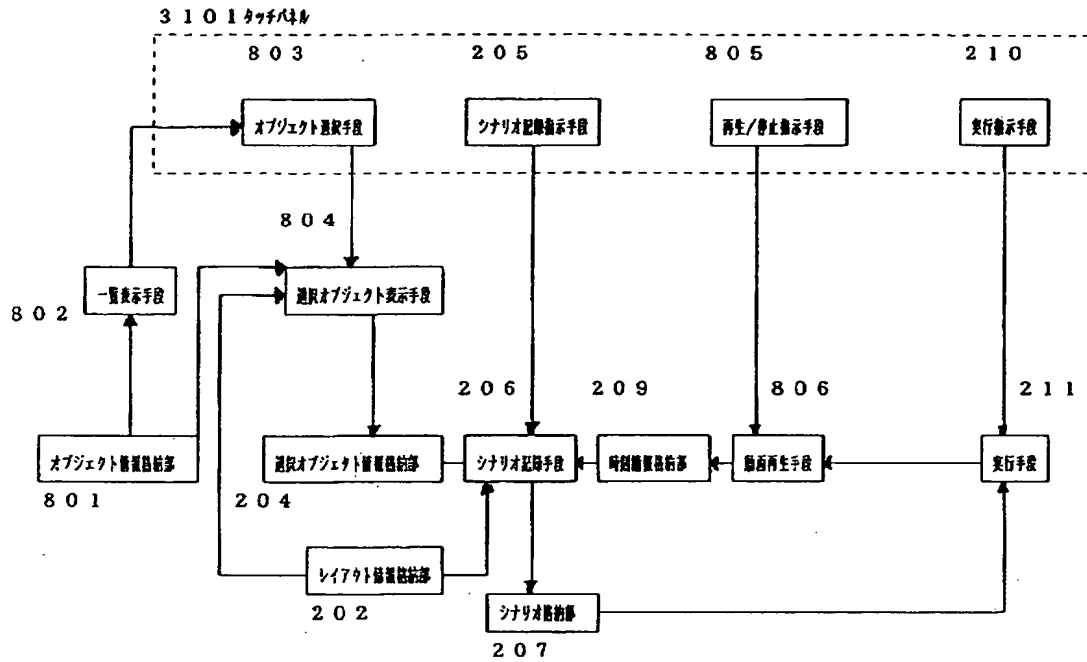 3101タッチパネル
803 205 805 210
オブジェクト選択手段 シナリオ記録指示手段 再生/停止指示手段 実行指示手段
804
一覧表示手段 選択オブジェクト表示手段
802
206 209 806 211
オブジェクト情報格納部 選択オブジェクト情報格納部 シナリオ記録手段 時刻情報格納部 動画再生手段 実行手段
801 204
レイアウト情報格納部
202 シナリオ格納部
207